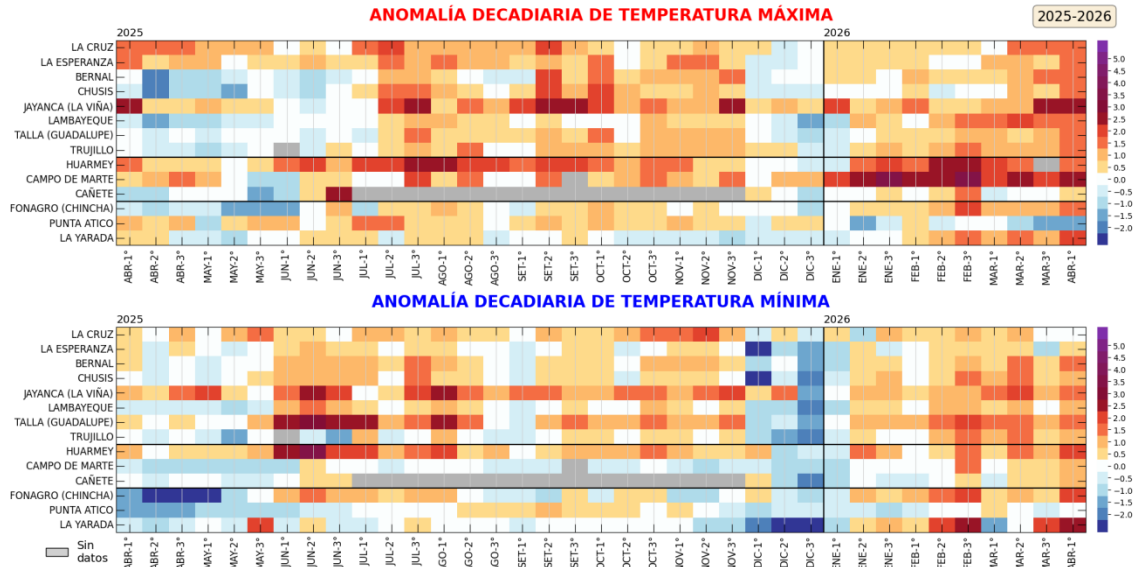 ANOMALÍA DECADIARIA DE TEMPERATURA MÁXIMA
2025-2026
2025
2026
LA CRUZ
LA ESPERANZA
BERNAL
CHUSIS
JAYANCA (LA VIÑA)
LAMBAYEQUE
TALLA (GUADALUPE)
TRUJILLO
HUARMEY
CAMPO DE MARTE
CAÑETE
FONAGRO (CHINCHA)
PUNTA ATICO
LA YARADA
5.0
4.5
4.0
3.5
3.0
2.5
2.0
1.5
1.0
0.5
0.0
−0.5
−1.0
−1.5
−2.0
ABR-1°
ABR-2°
ABR-3°
MAY-1°
MAY-2°
MAY-3°
JUN-1°
JUN-2°
JUN-3°
JUL-1°
JUL-2°
JUL-3°
AGO-1°
AGO-2°
AGO-3°
SET-1°
SET-2°
SET-3°
OCT-1°
OCT-2°
OCT-3°
NOV-1°
NOV-2°
NOV-3°
DIC-1°
DIC-2°
DIC-3°
ENE-1°
ENE-2°
ENE-3°
FEB-1°
FEB-2°
FEB-3°
MAR-1°
MAR-2°
MAR-3°
ABR-1°
ANOMALÍA DECADIARIA DE TEMPERATURA MÍNIMA
2025
2026
LA CRUZ
LA ESPERANZA
BERNAL
CHUSIS
JAYANCA (LA VIÑA)
LAMBAYEQUE
TALLA (GUADALUPE)
TRUJILLO
HUARMEY
CAMPO DE MARTE
CAÑETE
FONAGRO (CHINCHA)
PUNTA ATICO
LA YARADA
5.0
4.5
4.0
3.5
3.0
2.5
2.0
1.5
1.0
0.5
0.0
−0.5
−1.0
−1.5
−2.0
Sin
datos
ABR-1°
ABR-2°
ABR-3°
MAY-1°
MAY-2°
MAY-3°
JUN-1°
JUN-2°
JUN-3°
JUL-1°
JUL-2°
JUL-3°
AGO-1°
AGO-2°
AGO-3°
SET-1°
SET-2°
SET-3°
OCT-1°
OCT-2°
OCT-3°
NOV-1°
NOV-2°
NOV-3°
DIC-1°
DIC-2°
DIC-3°
ENE-1°
ENE-2°
ENE-3°
FEB-1°
FEB-2°
FEB-3°
MAR-1°
MAR-2°
MAR-3°
ABR-1°